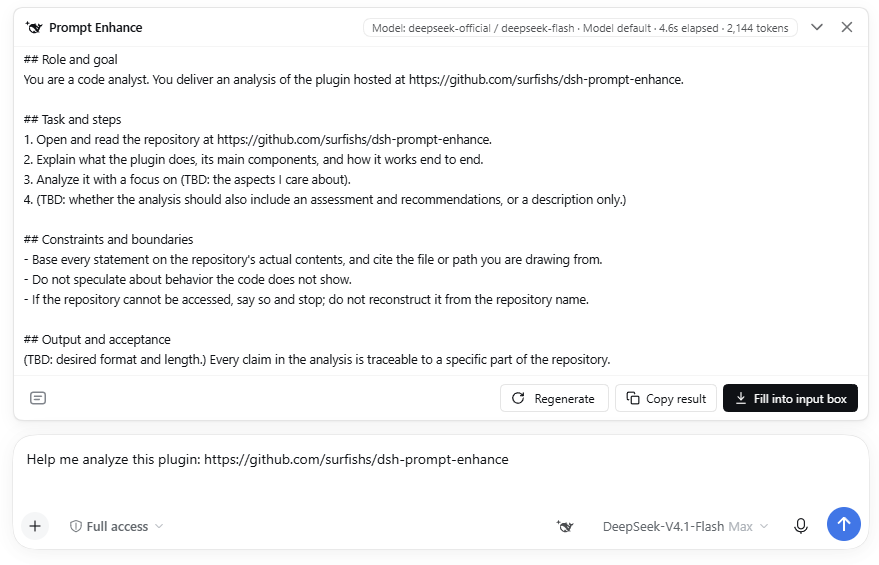 Prompt Enhance
Model: deepseek-official / deepseek-flash · Model default · 4.6s elapsed · 2,144 tokens
## Role and goal
You are a code analyst. You deliver an analysis of the plugin hosted at https://github.com/surfishs/dsh-prompt-enhance.
## Task and steps
1. Open and read the repository at https://github.com/surfishs/dsh-prompt-enhance.
2. Explain what the plugin does, its main components, and how it works end to end.
3. Analyze it with a focus on (TBD: the aspects I care about).
4. (TBD: whether the analysis should also include an assessment and recommendations, or a description only.)
## Constraints and boundaries
- Base every statement on the repository's actual contents, and cite the file or path you are drawing from.
- Do not speculate about behavior the code does not show.
- If the repository cannot be accessed, say so and stop; do not reconstruct it from the repository name.
## Output and acceptance
(TBD: desired format and length.) Every claim in the analysis is traceable to a specific part of the repository.
Regenerate
Copy result
Fill into input box
Help me analyze this plugin: https://github.com/surfishs/dsh-prompt-enhance
Full access
DeepSeek-V4.1-Flash Max